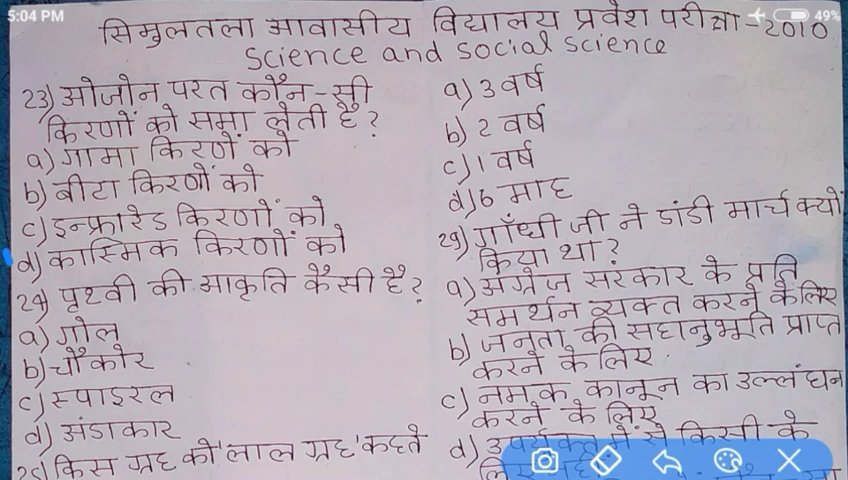 5:04 PM
49%
सिमुलतला आवासीय विद्यालय प्रवेश परीक्षा-2010
Science and social science
23) ओजोन परत कौन-सी
किरणों को समा लेती है?
a) गामा किरणें को
b) बीटा किरणों को
c) इन्फ्रारेड किरणों को
d) कास्मिक किरणों को
24) पृथ्वी की आकृति कैसी है?
a) गोल
b) चौकोर
c) स्पाइरल
d) अंडाकार
25) किस ग्रह को 'लाल ग्रह' कहते
a) 3 वर्ष
b) 2 वर्ष
c) 1 वर्ष
d) 6 माह
29) गाँधी जी ने डांडी मार्च क्यों
किया था?
a) अंग्रेज सरकार के प्रति
समर्थन व्यक्त करने के लिए
b) जनता की सहानुभूति प्राप्त
करने के लिए
c) नमक कानून का उल्लंघन
करने के लिए
d) उपर्युक्त में से किसी के